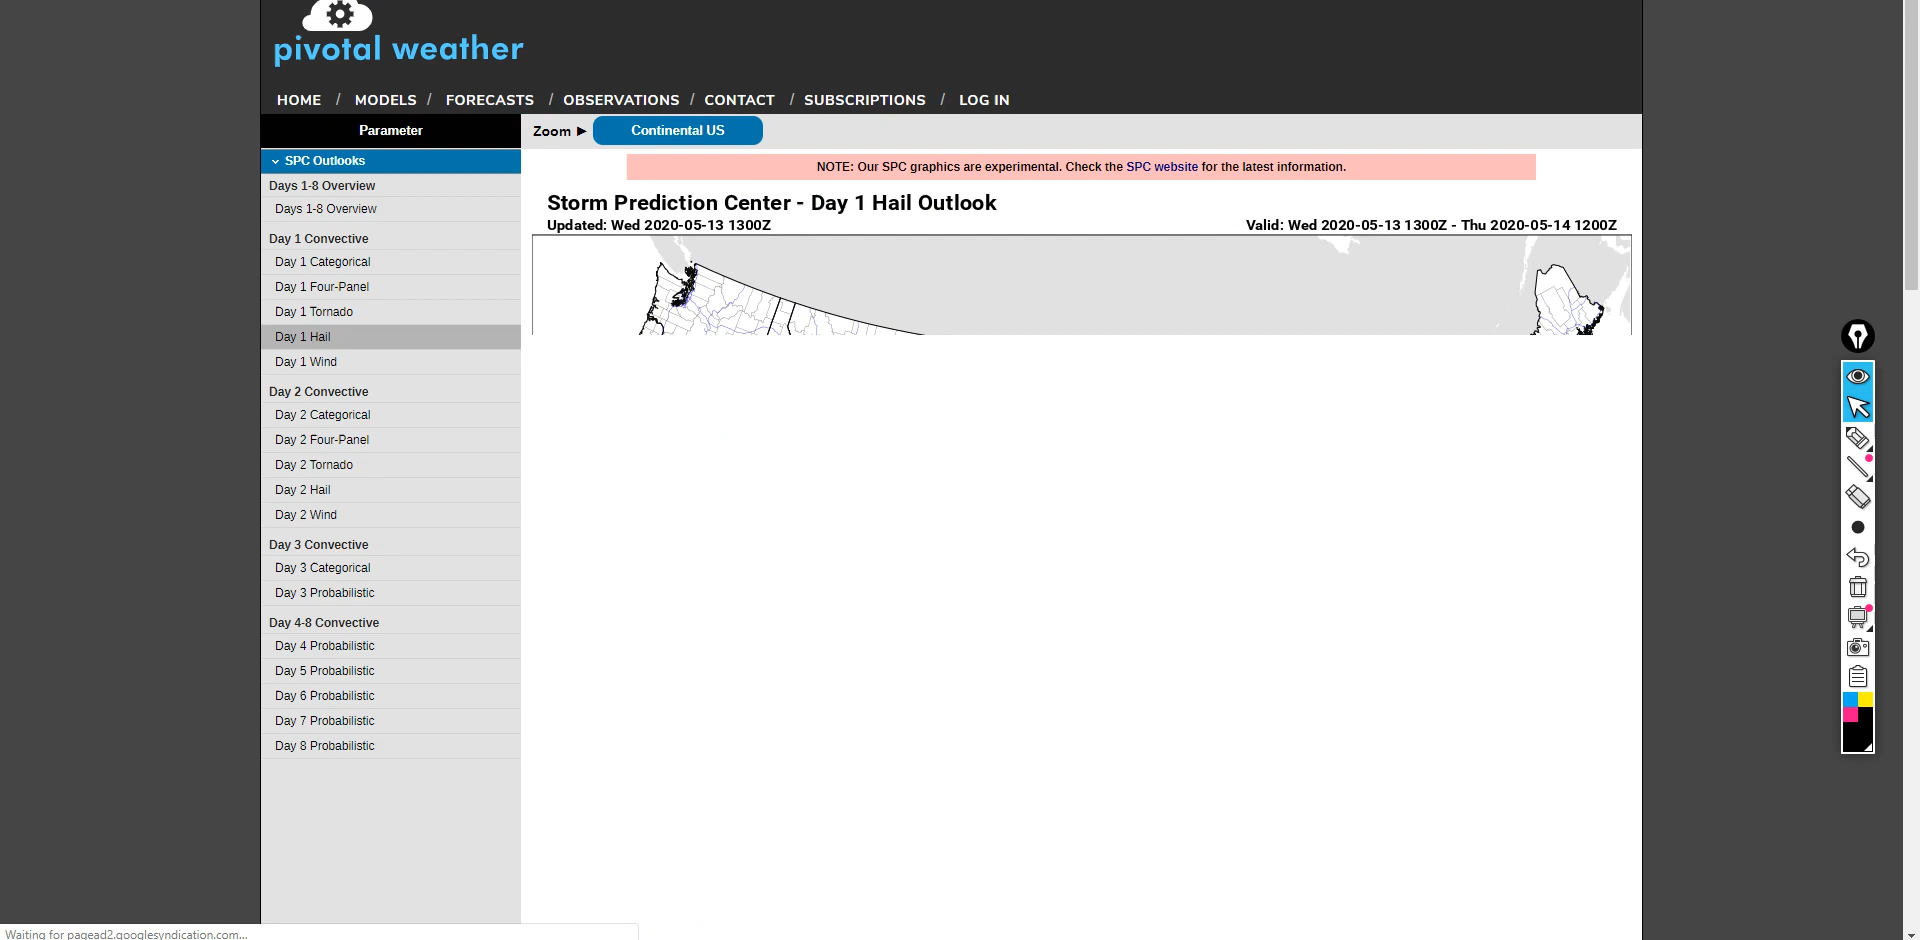 pivotal weather
HOME / MODELS / FORECASTS / OBSERVATIONS / CONTACT / SUBSCRIPTIONS / LOG IN
Parameter
Zoom ► Continental US
SPC Outlooks
NOTE: Our SPC graphics are experimental. Check the SPC website for the latest information.
Days 1-8 Overview
Days 1-8 Overview
Day 1 Convective
Day 1 Categorical
Day 1 Four-Panel
Day 1 Tornado
Day 1 Hail
Day 1 Wind
Day 2 Convective
Day 2 Categorical
Day 2 Four-Panel
Day 2 Tornado
Day 2 Hail
Day 2 Wind
Day 3 Convective
Day 3 Categorical
Day 3 Probabilistic
Day 4-8 Convective
Day 4 Probabilistic
Day 5 Probabilistic
Day 6 Probabilistic
Day 7 Probabilistic
Day 8 Probabilistic
Storm Prediction Center - Day 1 Hail Outlook
Updated: Wed 2020-05-13 1300Z
Valid: Wed 2020-05-13 1300Z - Thu 2020-05-14 1200Z
Waiting for pagead2.googlesyndication.com...